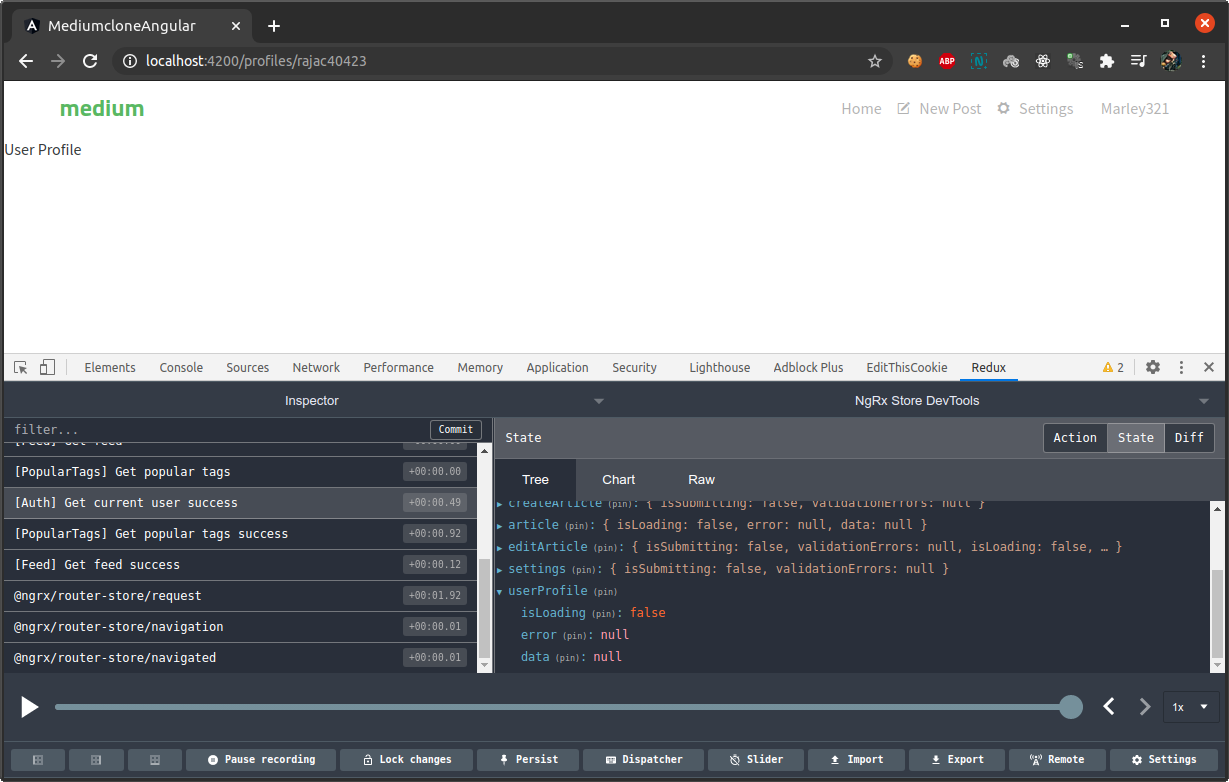 MediumcloneAngular
localhost:4200/profiles/rajac40423
ABP
N
medium
Home New Post Settings Marley321
User Profile
Elements Console Sources Network Performance Memory Application Security Lighthouse Adblock Plus EditThisCookie Redux 2
Inspector NgRx Store DevTools
filter... Commit
State Action State Diff
[Feed] Get feed
[PopularTags] Get popular tags +00:00.00
[Auth] Get current user success +00:00.49
[PopularTags] Get popular tags success +00:00.92
[Feed] Get feed success +00:00.12
@ngrx/router-store/request +00:01.92
@ngrx/router-store/navigation +00:00.01
@ngrx/router-store/navigated +00:00.01
Tree Chart Raw
createArticle (pin): { isSubmitting: false, validationErrors: null }
article (pin): { isLoading: false, error: null, data: null }
editArticle (pin): { isSubmitting: false, validationErrors: null, isLoading: false, … }
settings (pin): { isSubmitting: false, validationErrors: null }
userProfile (pin)
isLoading (pin): false
error (pin): null
data (pin): null
1x
Pause recording Lock changes Persist Dispatcher Slider Import Export Remote Settings